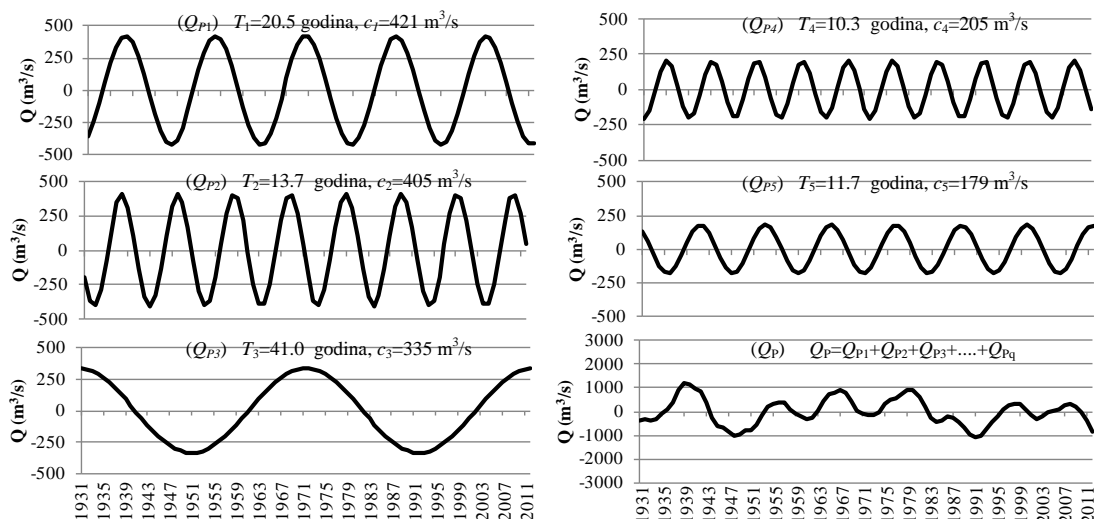 (QP1) T1=20.5 godina, c1=421 m³/s
Q (m³/s)
500
250
0
-250
-500
(QP2) T2=13.7 godina, c2=405 m³/s
Q (m³/s)
500
250
0
-250
-500
(QP3) T3=41.0 godina, c3=335 m³/s
Q (m³/s)
500
250
0
-250
-500
1931 1935 1939 1943 1947 1951 1955 1959 1963 1967 1971 1975 1979 1983 1987 1991 1995 1999 2003 2007 2011
(QP4) T4=10.3 godina, c4=205 m³/s
Q (m³/s)
500
250
0
-250
-500
(QP5) T5=11.7 godina, c5=179 m³/s
Q (m³/s)
500
250
0
-250
-500
(QP) QP=QP1+QP2+QP3+....+QPq
Q (m³/s)
3000
2000
1000
0
-1000
-2000
-3000
1931 1935 1939 1943 1947 1951 1955 1959 1963 1967 1971 1975 1979 1983 1987 1991 1995 1999 2003 2007 2011